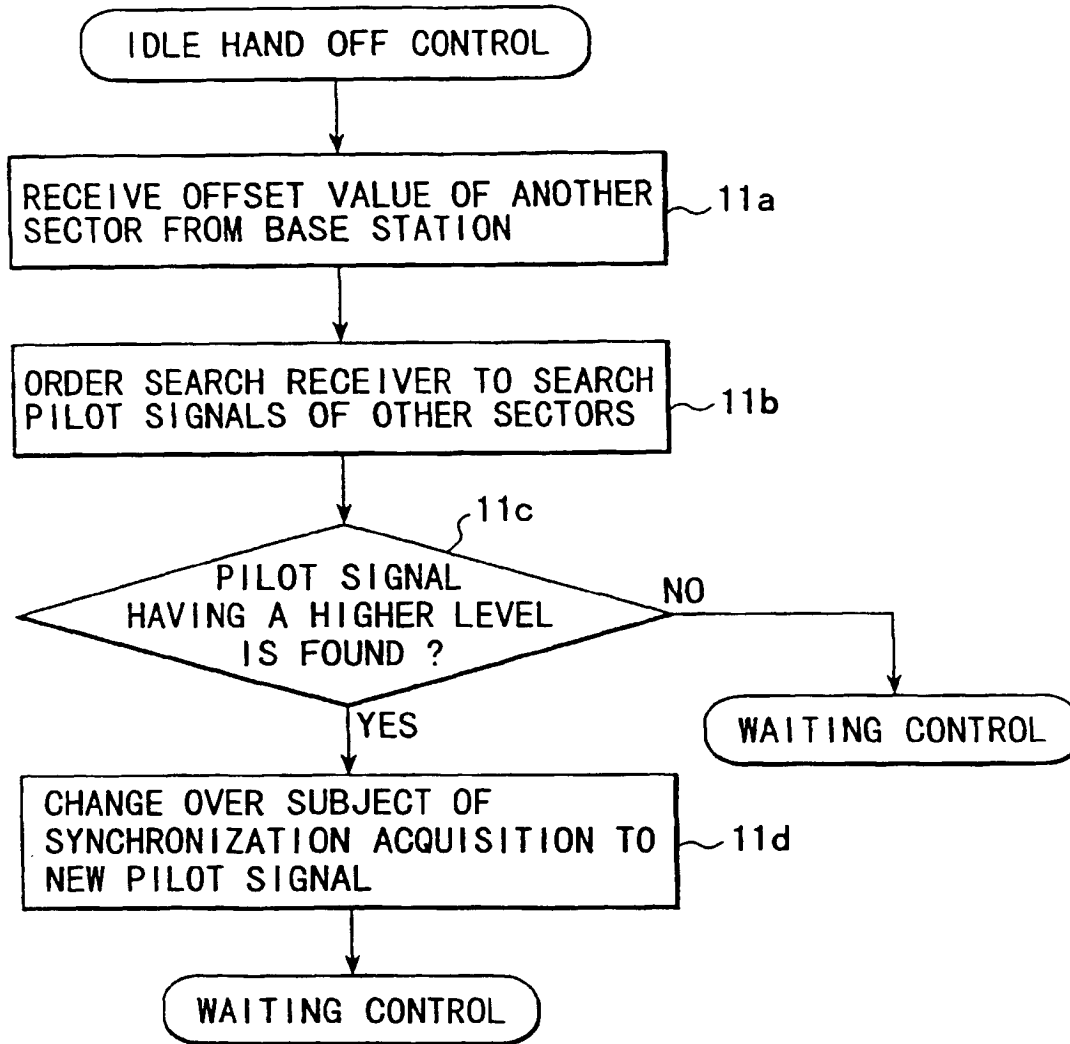 IDLE HAND OFF CONTROL
RECEIVE OFFSET VALUE OF ANOTHER
SECTOR FROM BASE STATION
11a
ORDER SEARCH RECEIVER TO SEARCH
PILOT SIGNALS OF OTHER SECTORS
11b
11c
PILOT SIGNAL
HAVING A HIGHER LEVEL
IS FOUND ?
NO
YES
WAITING CONTROL
CHANGE OVER SUBJECT OF
SYNCHRONIZATION ACQUISITION TO
NEW PILOT SIGNAL
11d
WAITING CONTROL